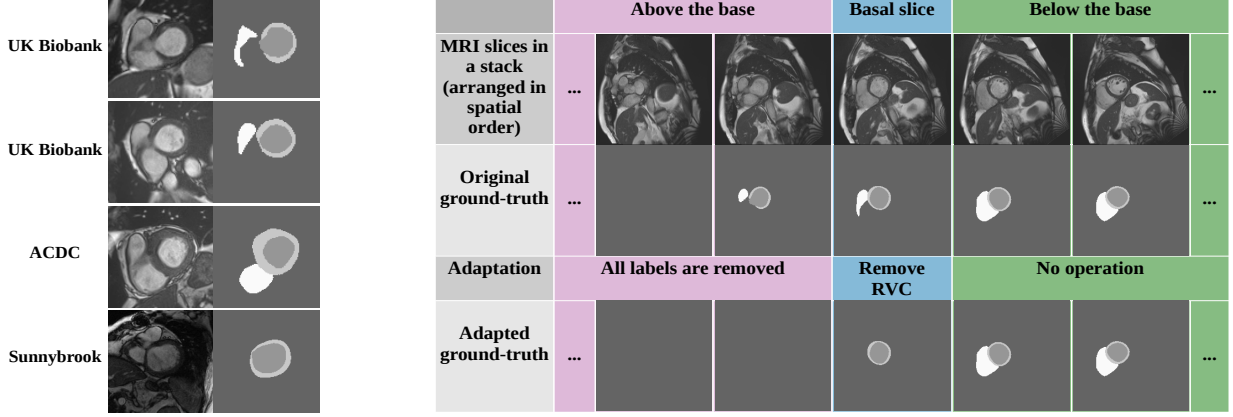 UK Biobank
UK Biobank
ACDC
Sunnybrook
Above the base
Basal slice
Below the base
MRI slices in
a stack
(arranged in
spatial
order)
...
...
Original
ground-truth
...
...
Adaptation
All labels are removed
Remove
RVC
No operation
Adapted
ground-truth
...
...